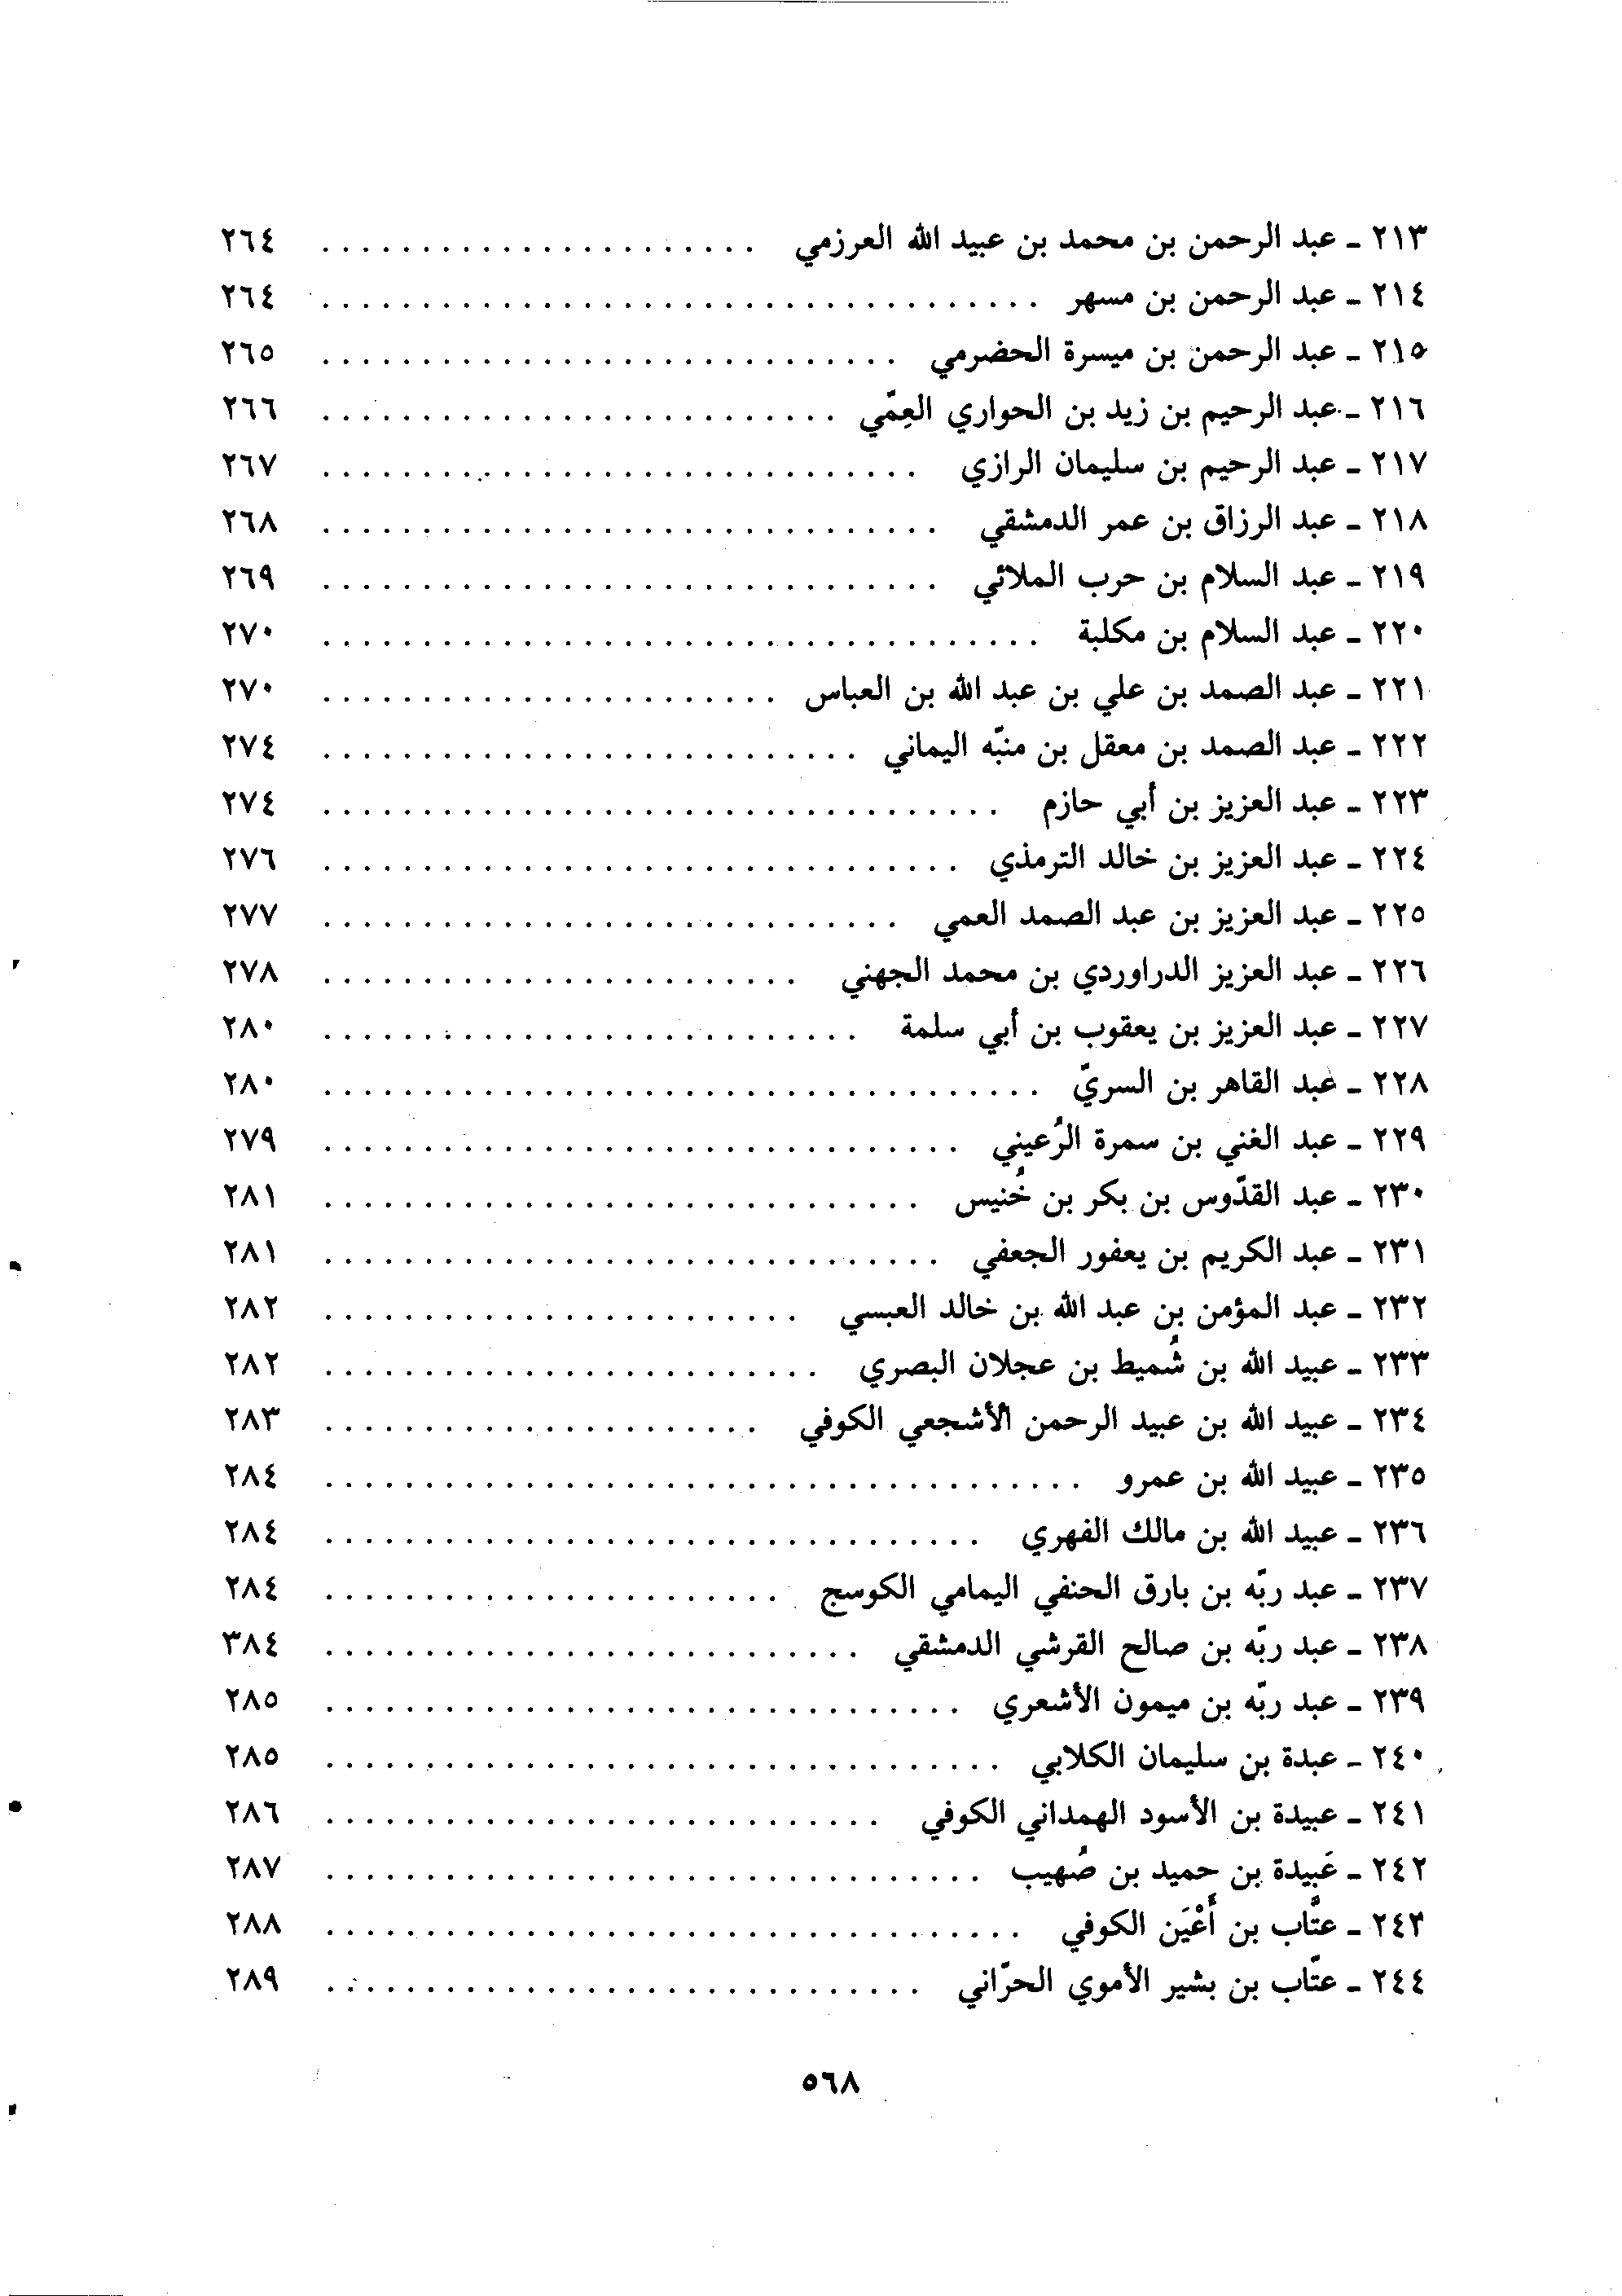 ٢١٣ ـ عبد الرحمن بن محمد بن عبيد الله العرزمي . . . . . . . . . . . . . . . . . . . . . . ٢٦٤
٢١٤ ـ عبد الرحمن بن مسهر . . . . . . . . . . . . . . . . . . . . . . . . . . . . . . . . . . . . ٢٦٤
٢١٥ ـ عبد الرحمن بن ميسرة الحضرمي . . . . . . . . . . . . . . . . . . . . . . . . . . . . . ٢٦٥
٢١٦ ـ عبد الرحيم بن زيد بن الحواري العِمّي . . . . . . . . . . . . . . . . . . . . . . . . . . ٢٦٦
٢١٧ ـ عبد الرحيم بن سليمان الرازي . . . . . . . . . . . . . . . . . . . . . . . . . . . . . . ٢٦٧
٢١٨ ـ عبد الرزاق بن عمر الدمشقي . . . . . . . . . . . . . . . . . . . . . . . . . . . . . . . ٢٦٨
٢١٩ ـ عبد السلام بن حرب الملائي . . . . . . . . . . . . . . . . . . . . . . . . . . . . . . . ٢٦٩
٢٢٠ ـ عبد السلام بن مكلبة . . . . . . . . . . . . . . . . . . . . . . . . . . . . . . . . . . . . ٢٧٠
٢٢١ ـ عبد الصمد بن علي بن عبد الله بن العباس . . . . . . . . . . . . . . . . . . . . . . . ٢٧٠
٢٢٢ ـ عبد الصمد بن معقل بن منبّه اليماني . . . . . . . . . . . . . . . . . . . . . . . . . . . ٢٧٤
٢٢٣ ـ عبد العزيز بن أبي حازم . . . . . . . . . . . . . . . . . . . . . . . . . . . . . . . . . . ٢٧٤
٢٢٤ ـ عبد العزيز بن خالد الترمذي . . . . . . . . . . . . . . . . . . . . . . . . . . . . . . . . ٢٧٦
٢٢٥ ـ عبد العزيز بن عبد الصمد العمي . . . . . . . . . . . . . . . . . . . . . . . . . . . . . ٢٧٧
٢٢٦ ـ عبد العزيز الدراوردي بن محمد الجهني . . . . . . . . . . . . . . . . . . . . . . . . ٢٧٨
٢٢٧ ـ عبد العزيز بن يعقوب بن أبي سلمة . . . . . . . . . . . . . . . . . . . . . . . . . . . ٢٨٠
٢٢٨ ـ عبد القاهر بن السريّ . . . . . . . . . . . . . . . . . . . . . . . . . . . . . . . . . . . . ٢٨٠
٢٢٩ ـ عبد الغني بن سمرة الرُعيني . . . . . . . . . . . . . . . . . . . . . . . . . . . . . . . . ٢٧٩
٢٣٠ ـ عبد القدّوس بن بكر بن خُنيس . . . . . . . . . . . . . . . . . . . . . . . . . . . . . . ٢٨١
٢٣١ ـ عبد الكريم بن يعفور الجعفي . . . . . . . . . . . . . . . . . . . . . . . . . . . . . . . ٢٨١
٢٣٢ ـ عبد المؤمن بن عبد الله بن خالد العبسي . . . . . . . . . . . . . . . . . . . . . . . . ٢٨٢
٢٣٣ ـ عبيد الله بن شُميط بن عجلان البصري . . . . . . . . . . . . . . . . . . . . . . . . . ٢٨٢
٢٣٤ ـ عبيد الله بن عبيد الرحمن الأشجعي الكوفي . . . . . . . . . . . . . . . . . . . . . . ٢٨٣
٢٣٥ ـ عبيد الله بن عمرو . . . . . . . . . . . . . . . . . . . . . . . . . . . . . . . . . . . . . . ٢٨٤
٢٣٦ ـ عبيد الله بن مالك الفهري . . . . . . . . . . . . . . . . . . . . . . . . . . . . . . . . . ٢٨٤
٢٣٧ ـ عبد ربّه بن بارق الحنفي اليمامي الكوسج . . . . . . . . . . . . . . . . . . . . . . . ٢٨٤
٢٣٨ ـ عبد ربّه بن صالح القرشي الدمشقي . . . . . . . . . . . . . . . . . . . . . . . . . . . ٣٨٤
٢٣٩ ـ عبد ربّه بن ميمون الأشعري . . . . . . . . . . . . . . . . . . . . . . . . . . . . . . . . ٢٨٥
٢٤٠ ـ عبدة بن سليمان الكلابي . . . . . . . . . . . . . . . . . . . . . . . . . . . . . . . . . . ٢٨٥
٢٤١ ـ عبيدة بن الأسود الهمداني الكوفي . . . . . . . . . . . . . . . . . . . . . . . . . . . . ٢٨٦
٢٤٢ ـ عَبيدة بن حميد بن صُهيب . . . . . . . . . . . . . . . . . . . . . . . . . . . . . . . . . ٢٨٧
٢٤٣ ـ عتَّاب بن أَعْيَن الكوفي . . . . . . . . . . . . . . . . . . . . . . . . . . . . . . . . . . . ٢٨٨
٢٤٤ ـ عتّاب بن بشير الأموي الحرّاني . . . . . . . . . . . . . . . . . . . . . . . . . . . . . . ٢٨٩
٥٦٨